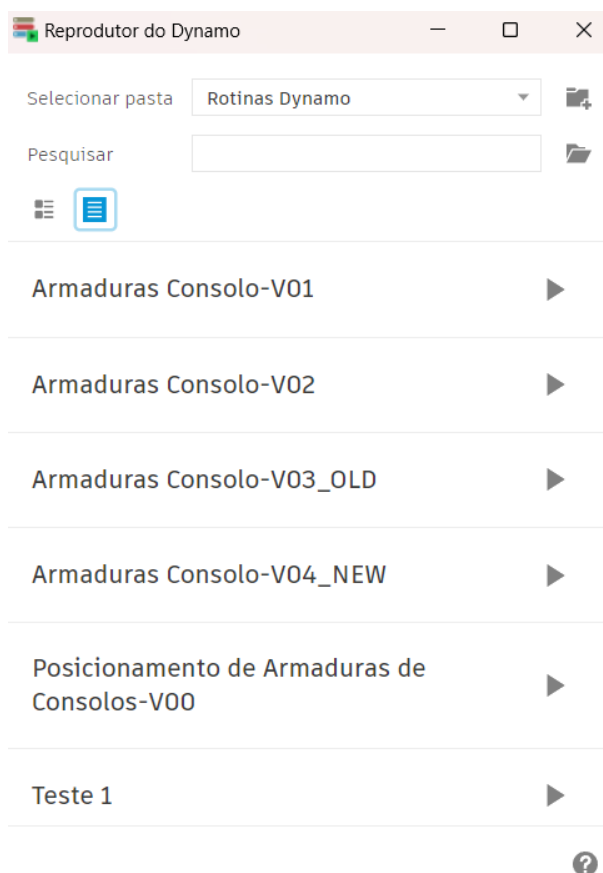 Reprodutor do Dynamo
Selecionar pasta
Rotinas Dynamo
Pesquisar
Armaduras Consolo-V01
Armaduras Consolo-V02
Armaduras Consolo-V03_OLD
Armaduras Consolo-V04_NEW
Posicionamento de Armaduras de
Consolos-V00
Teste 1